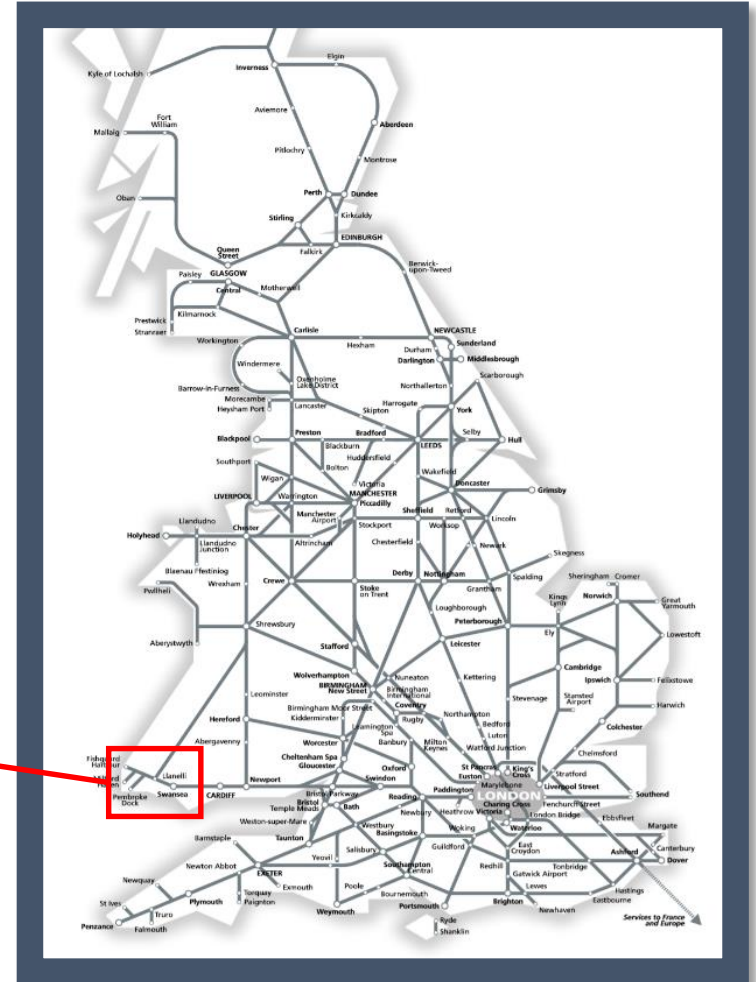 Elgin
Inverness
Kyle of Lochalsh
Aviemore
Fort
William
Mallaig
Aberdeen
Pitlochry
Montrose
Perth
Dundee
Oban
Stirling
Kirkcaldy
Queen
Street
EDINBURGH
Falkirk
Berwick-
upon-Tweed
Paisley
GLASGOW
Central
Motherwell
Prestwick
Kilmarnock
Stranraer
Carlisle
NEWCASTLE
Workington
Hexham
Sunderland
Durham
Darlington
Middlesbrough
Windermere
Scarborough
Oxenholme
Lake District
Northallerton
Barrow-in-Furness
Morecambe
Heysham Port
Lancaster
Harrogate
York
Skipton
Blackpool
Preston
Bradford
LEEDS
Selby
Hull
Blackburn
Huddersfield
Southport
Bolton
Wakefield
Wigan
Victoria
Doncaster
Grimsby
LIVERPOOL
Warrington
MANCHESTER
Piccadilly
Manchester
Airport
Sheffield
Retford
Lincoln
Llandudno
Stockport
Worksop
Holyhead
Chester
Llandudno
Junction
Altrincham
Chesterfield
Newark
Skegness
Blaenau Ffestiniog
Derby
Nottingham
Spalding
Sheringham
Cromer
Pwllheli
Wrexham
Crewe
Stoke
on Trent
Grantham
Kings
Lynn
Norwich
Great
Yarmouth
Loughborough
Shrewsbury
Peterborough
Aberystwyth
Stafford
Leicester
Ely
Lowestoft
Wolverhampton
Nuneaton
Kettering
Cambridge
BIRMINGHAM
New Street
Birmingham
International
Ipswich
Felixstowe
Leominster
Coventry
Stevenage
Stansted
Airport
Birmingham Moor Street
Harwich
Hereford
Kidderminster
Rugby
Northampton
Leamington
Spa
Bedford
Colchester
Abergavenny
Worcester
Banbury
Milton
Keynes
Luton
Cheltenham Spa
Watford Junction
Chelmsford
Fishguard
Harbour
Gloucester
Oxford
St Pancras
King's
Cross
Euston
Stratford
Llanelli
Milford
Haven
Swindon
Marylebone
Liverpool Street
Pembroke
Dock
Swansea
CARDIFF
Newport
Bristol Parkway
Reading
Paddington
LONDON
Southend
Bristol
Temple Meads
Bath
Charing Cross
Fenchurch Street
Newbury
Heathrow
Victoria
London Bridge
Ebbsfleet
Weston-super-Mare
Westbury
Basingstoke
Woking
Waterloo
Margate
Barnstaple
Taunton
Salisbury
Guildford
East
Croydon
Canterbury
Newton Abbot
Yeovil
Southampton
Central
Redhill
Tonbridge
Ashford
Dover
Newquay
EXETER
Gatwick Airport
Exmouth
Poole
Lewes
Hastings
St Ives
Torquay
Paignton
Bournemouth
Eastbourne
Plymouth
Weymouth
Portsmouth
Brighton
Newhaven
Truro
Penzance
Falmouth
Ryde
Shanklin
Services to France
and Europe